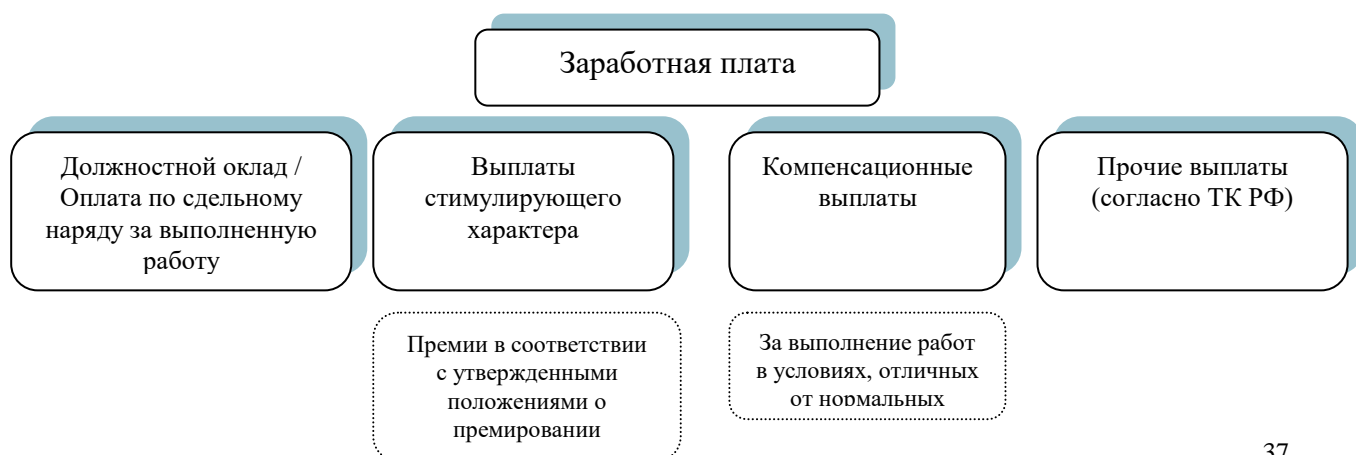 Заработная плата
Должностной оклад /
Оплата по сдельному
наряду за выполненную
работу
Выплаты
стимулирующего
характера
Компенсационные
выплаты
Прочие выплаты
(согласно ТК РФ)
Премии в соответствии
с утвержденными
положениями о
премировании
За выполнение работ
в условиях, отличных
от нормальных
37